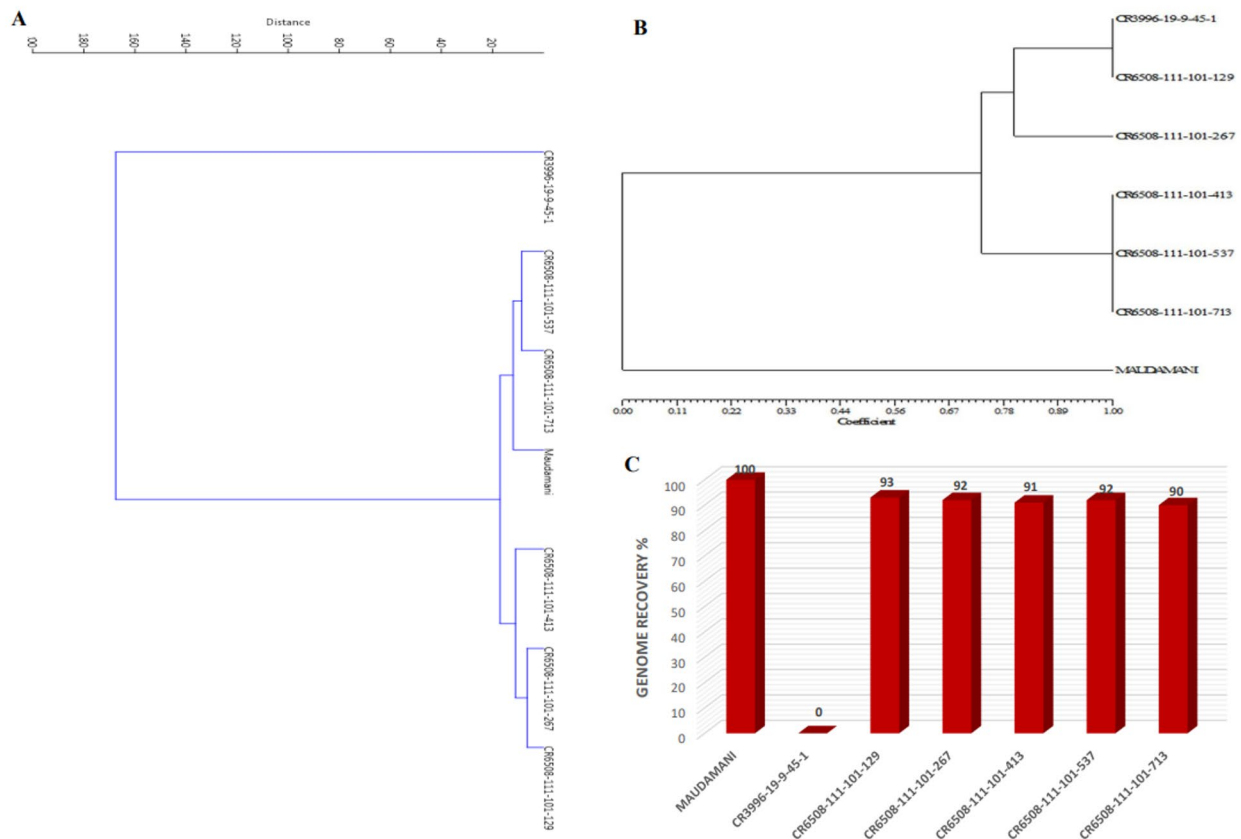 A
Distance
00 180 160 140 120 100 80 60 40 20
CR3996-19-9-45-1
CR6508-111-101-537
CR6508-111-101-713
Maudamani
CR6508-111-101-413
CR6508-111-101-267
CR6508-111-101-129
B
CR3996-19-9-45-1
CR6508-111-101-129
CR6508-111-101-267
CR6508-111-101-413
CR6508-111-101-537
CR6508-111-101-713
MAUDAMANI
0.00 0.11 0.22 0.33 0.44 0.56 0.67 0.78 0.89 1.00
Coefficient
C
GENOME RECOVERY %
100
90
80
70
60
50
40
30
20
10
0
100 0 93 92 91 92 90
MAUDAMANI
CR3996-19-9-45-1
CR6508-111-101-129
CR6508-111-101-267
CR6508-111-101-413
CR6508-111-101-537
CR6508-111-101-713